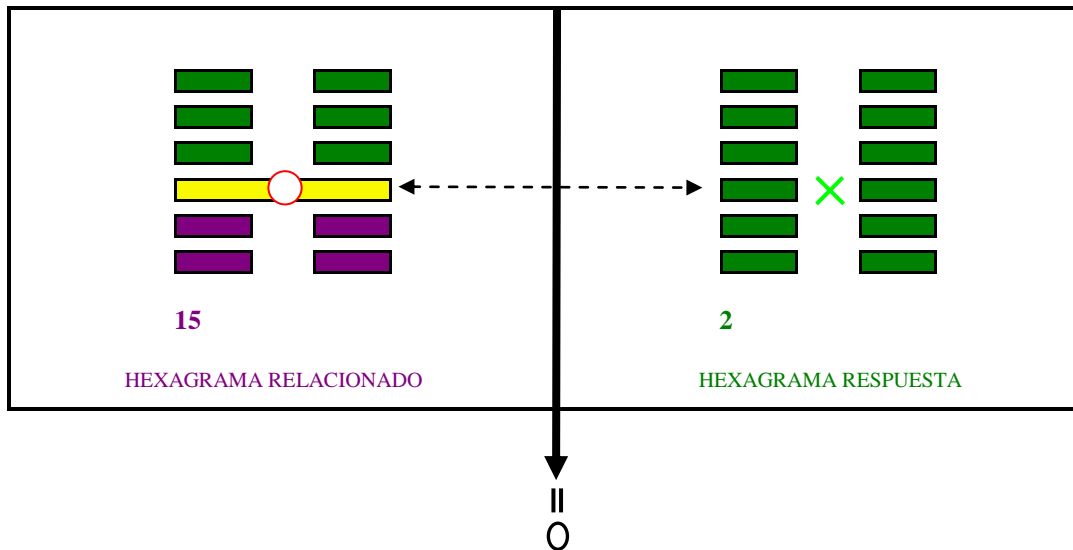 15
2
HEXAGRAMA RELACIONADO
HEXAGRAMA RESPUESTA
=
O